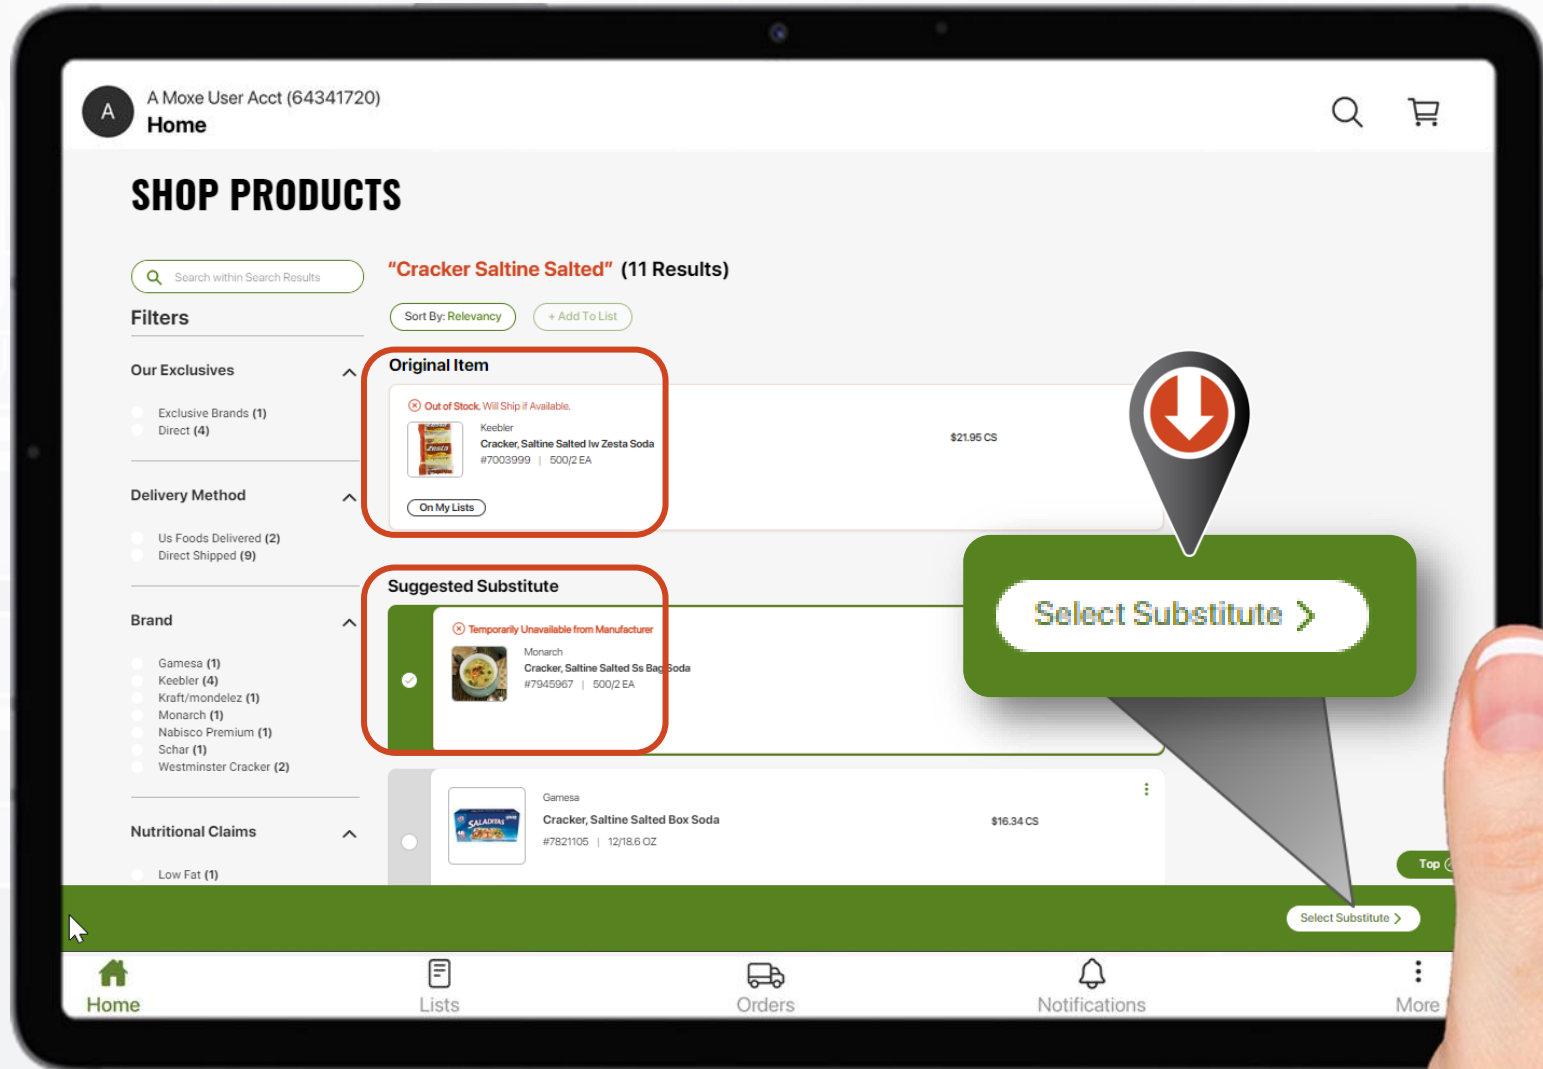 A
A Moxe User Acct (64341720)
Home
SHOP PRODUCTS
Search within Search Results
Filters
Our Exclusives
Exclusive Brands (1)
Direct (4)
Delivery Method
Us Foods Delivered (2)
Direct Shipped (9)
Brand
Gamesa (1)
Keebler (4)
Kraft/mondelez (1)
Monarch (1)
Nabisco Premium (1)
Schar (1)
Westminster Cracker (2)
Nutritional Claims
Low Fat (1)
"Cracker Saltine Salted" (11 Results)
Sort By: Relevancy
+ Add To List
Original Item
Out of Stock. Will Ship if Available.
Keebler
Cracker, Saltine Salted Iw Zesta Soda
#7003999 | 500/2 EA
Zesta
$21.95 CS
On My Lists
Suggested Substitute
Temporarily Unavailable from Manufacturer
Monarch
Cracker, Saltine Salted Ss Bag Soda
#7945967 | 500/2 EA
Select Substitute >
Gamesa
Cracker, Saltine Salted Box Soda
#7821105 | 12/18.6 OZ
SALADITAS
$16.34 CS
Top
Select Substitute >
Home
Lists
Orders
Notifications
More